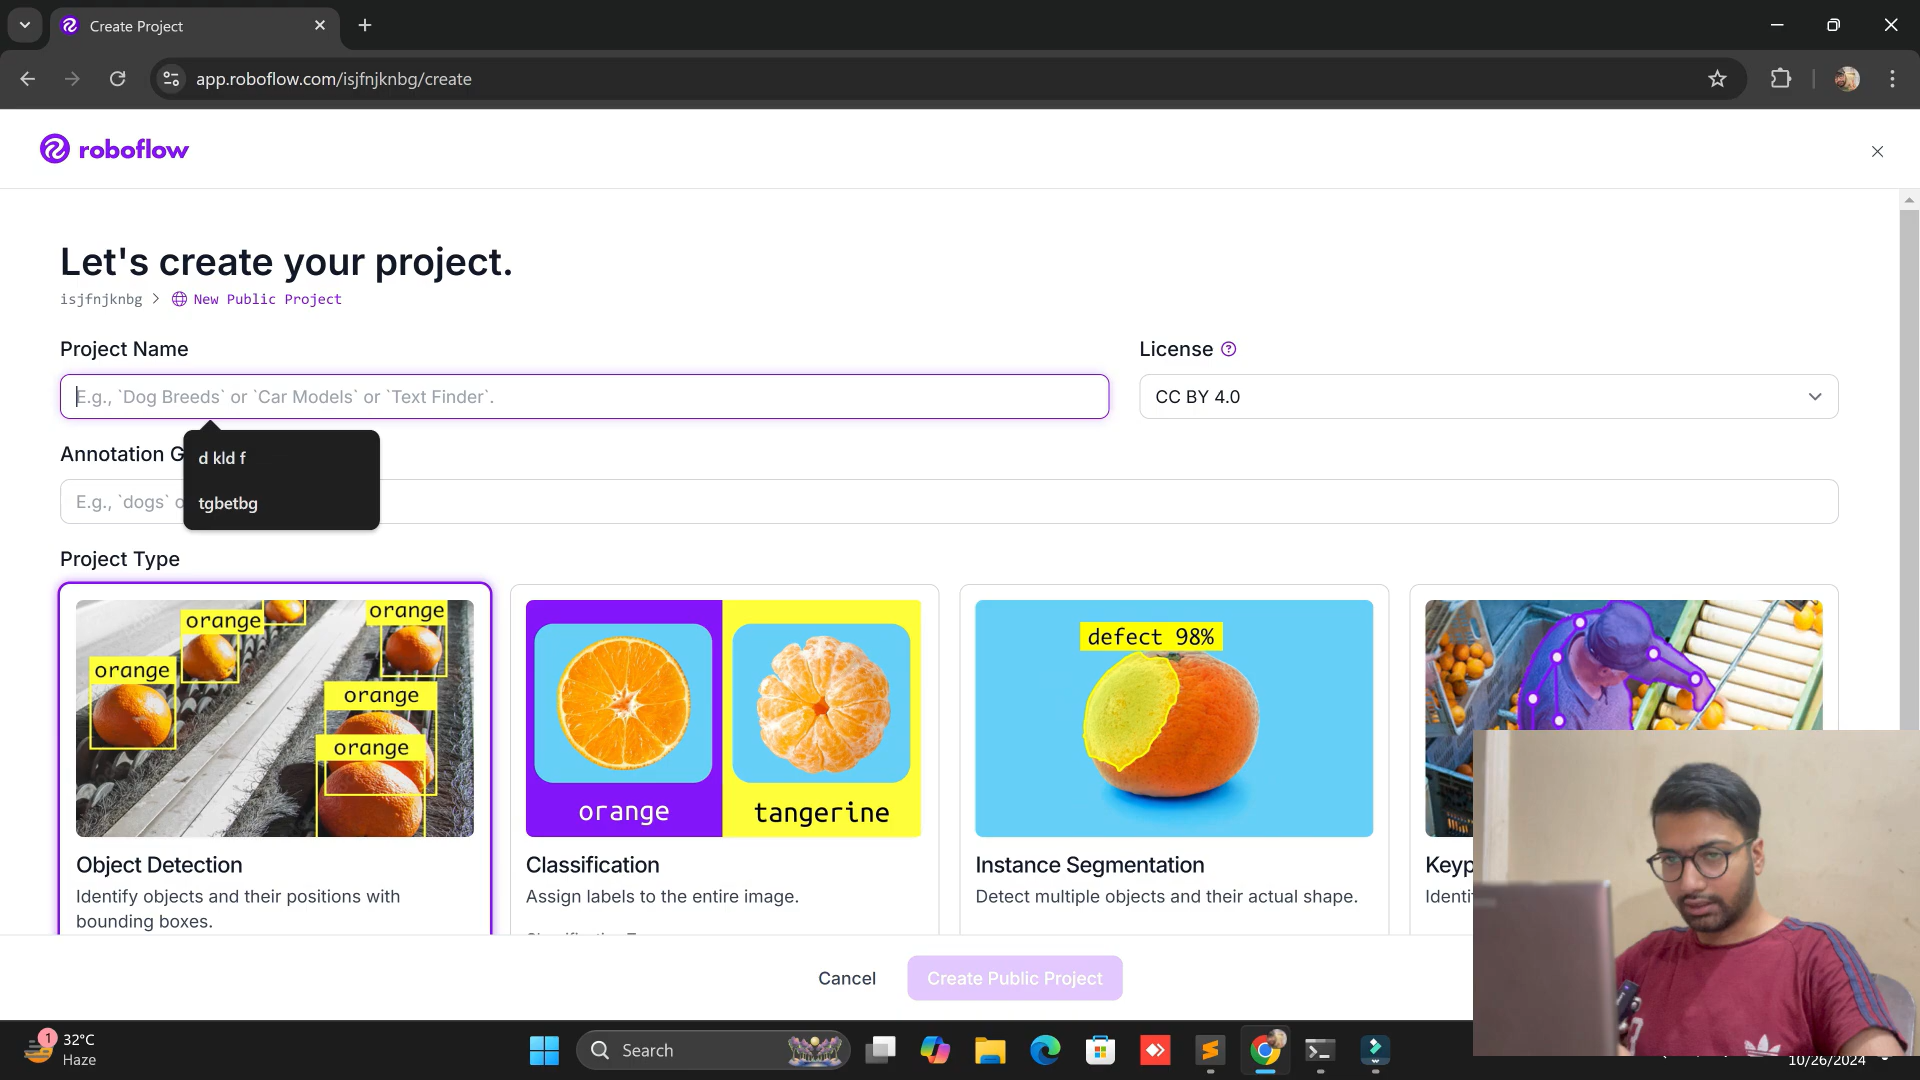 Create Project
app.roboflow.com/isjfnjknbg/create
roboflow
Let's create your project.
isjfnjknbg > New Public Project
Project Name
License
E.g., `Dog Breeds` or `Car Models` or `Text Finder`.
CC BY 4.0
Annotation G
d kld f
E.g., `dogs` o
tgbetbg
Project Type
orange
orange
orange
orange
orange
orange
tangerine
defect 98%
Object Detection
Identify objects and their positions with
bounding boxes.
Classification
Assign labels to the entire image.
Instance Segmentation
Detect multiple objects and their actual shape.
Keyp
Identi
Cancel
Create Public Project
1
32°C
Haze
Search
10/26/2024